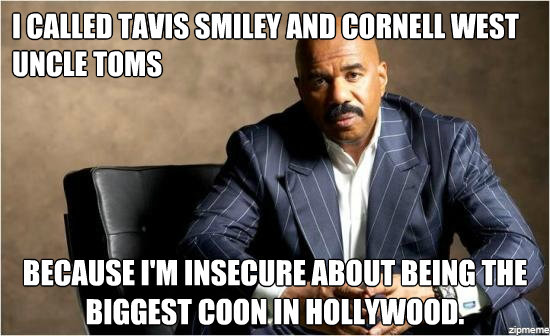 I CALLED TAVIS SMILEY AND CORNELL WEST
UNCLE TOMS
BECAUSE I'M INSECURE ABOUT BEING THE
BIGGEST COON IN HOLLYWOOD.
zipmeme